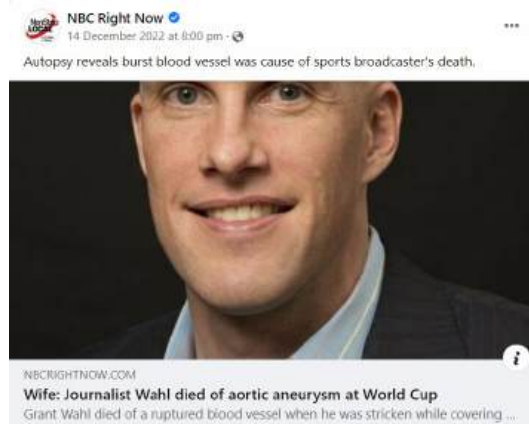 NBC Right Now
14 December 2022 at 8:00 pm ·
Autopsy reveals burst blood vessel was cause of sports broadcaster's death.
NBCRIGHTNOW.COM
Wife: Journalist Wahl died of aortic aneurysm at World Cup
Grant Wahl died of a ruptured blood vessel when he was stricken while covering ...